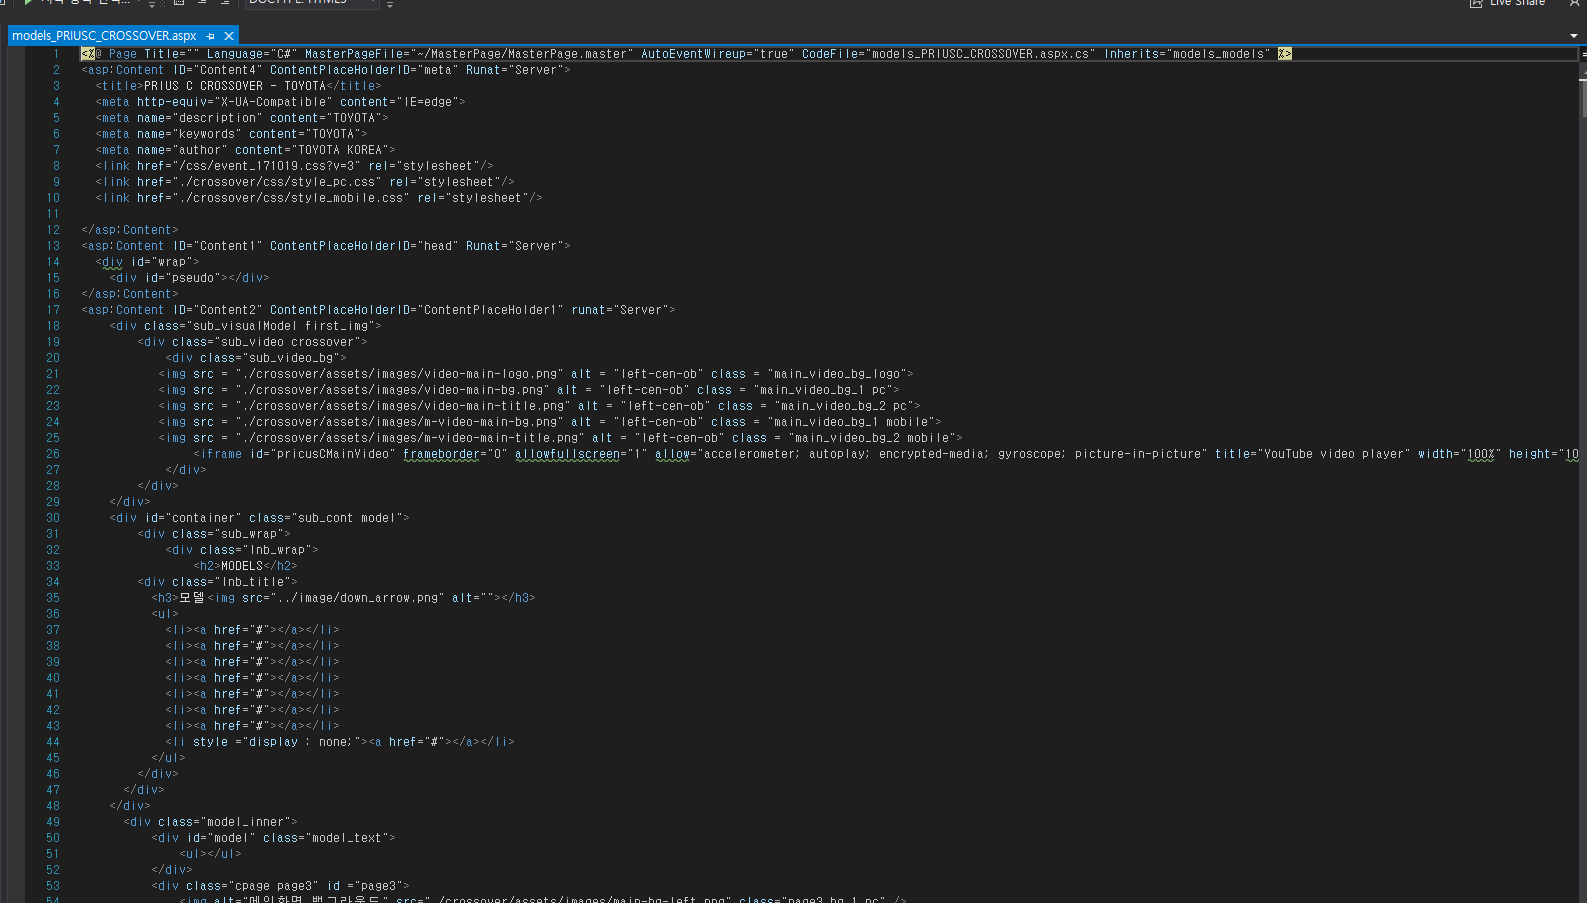 Live Share
models_PRIUSC_CROSSOVER.aspx
1 <%@ Page Title="" Language="C#" MasterPageFile="~/MasterPage/MasterPage.master" AutoEventWireup="true" CodeFile="models_PRIUSC_CROSSOVER.aspx.cs" Inherits="models_models" %>
2 <asp:Content ID="Content4" ContentPlaceHolderID="meta" Runat="Server">
3 <title>PRIUS C CROSSOVER - TOYOTA</title>
4 <meta http-equiv="X-UA-Compatible" content="IE=edge">
5 <meta name="description" content="TOYOTA">
6 <meta name="keywords" content="TOYOTA">
7 <meta name="author" content="TOYOTA KOREA">
8 <link href="/css/event_171019.css?v=3" rel="stylesheet"/>
9 <link href="./crossover/css/style_pc.css" rel="stylesheet"/>
10 <link href="./crossover/css/style_mobile.css" rel="stylesheet"/>
11
12 </asp:Content>
13 <asp:Content ID="Content1" ContentPlaceHolderID="head" Runat="Server">
14 <div id="wrap">
15 <div id="pseudo"></div>
16 </asp:Content>
17 <asp:Content ID="Content2" ContentPlaceHolderID="ContentPlaceHolder1" runat="Server">
18 <div class="sub_visualModel first_img">
19 <div class="sub_video crossover">
20 <div class="sub_video_bg">
21 <img src = "./crossover/assets/images/video-main-logo.png" alt = "left-cen-ob" class = "main_video_bg_logo">
22 <img src = "./crossover/assets/images/video-main-bg.png" alt = "left-cen-ob" class = "main_video_bg_1 pc">
23 <img src = "./crossover/assets/images/video-main-title.png" alt = "left-cen-ob" class = "main_video_bg_2 pc">
24 <img src = "./crossover/assets/images/m-video-main-bg.png" alt = "left-cen-ob" class = "main_video_bg_1 mobile">
25 <img src = "./crossover/assets/images/m-video-main-title.png" alt = "left-cen-ob" class = "main_video_bg_2 mobile">
26 <iframe id="pricusCMainVideo" frameborder="0" allowfullscreen="1" allow="accelerometer; autoplay; encrypted-media; gyroscope; picture-in-picture" title="YouTube video player" width="100%" height="10
27 </div>
28 </div>
29 </div>
30 <div id="container" class="sub_cont model">
31 <div class="sub_wrap">
32 <div class="lnb_wrap">
33 <h2>MODELS</h2>
34 <div class="lnb_title">
35 <h3>모델<img src="../image/down_arrow.png" alt=""></h3>
36 <ul>
37 <li><a href="#"></a></li>
38 <li><a href="#"></a></li>
39 <li><a href="#"></a></li>
40 <li><a href="#"></a></li>
41 <li><a href="#"></a></li>
42 <li><a href="#"></a></li>
43 <li><a href="#"></a></li>
44 <li style ="display : none;"><a href="#"></a></li>
45 </ul>
46 </div>
47 </div>
48 </div>
49 <div class="model_inner">
50 <div id="model" class="model_text">
51 <ul></ul>
52 </div>
53 <div class="cpage page3" id ="page3">
54 <img alt="메인화면 백그라운드" src="./crossover/assets/images/main-bg-left.png" class="page3_bg_1 pc" />